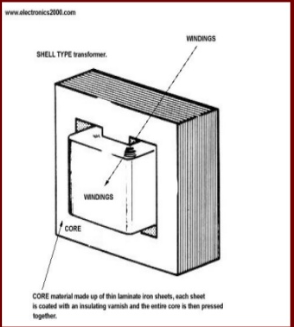 www.electronics2000.com
WINDINGS
SHELL TYPE transformer.
WINDINGS
CORE
CORE material made up of thin laminate iron sheets, each sheet
is coated with an insulating varnish and the entire core is then pressed
together.